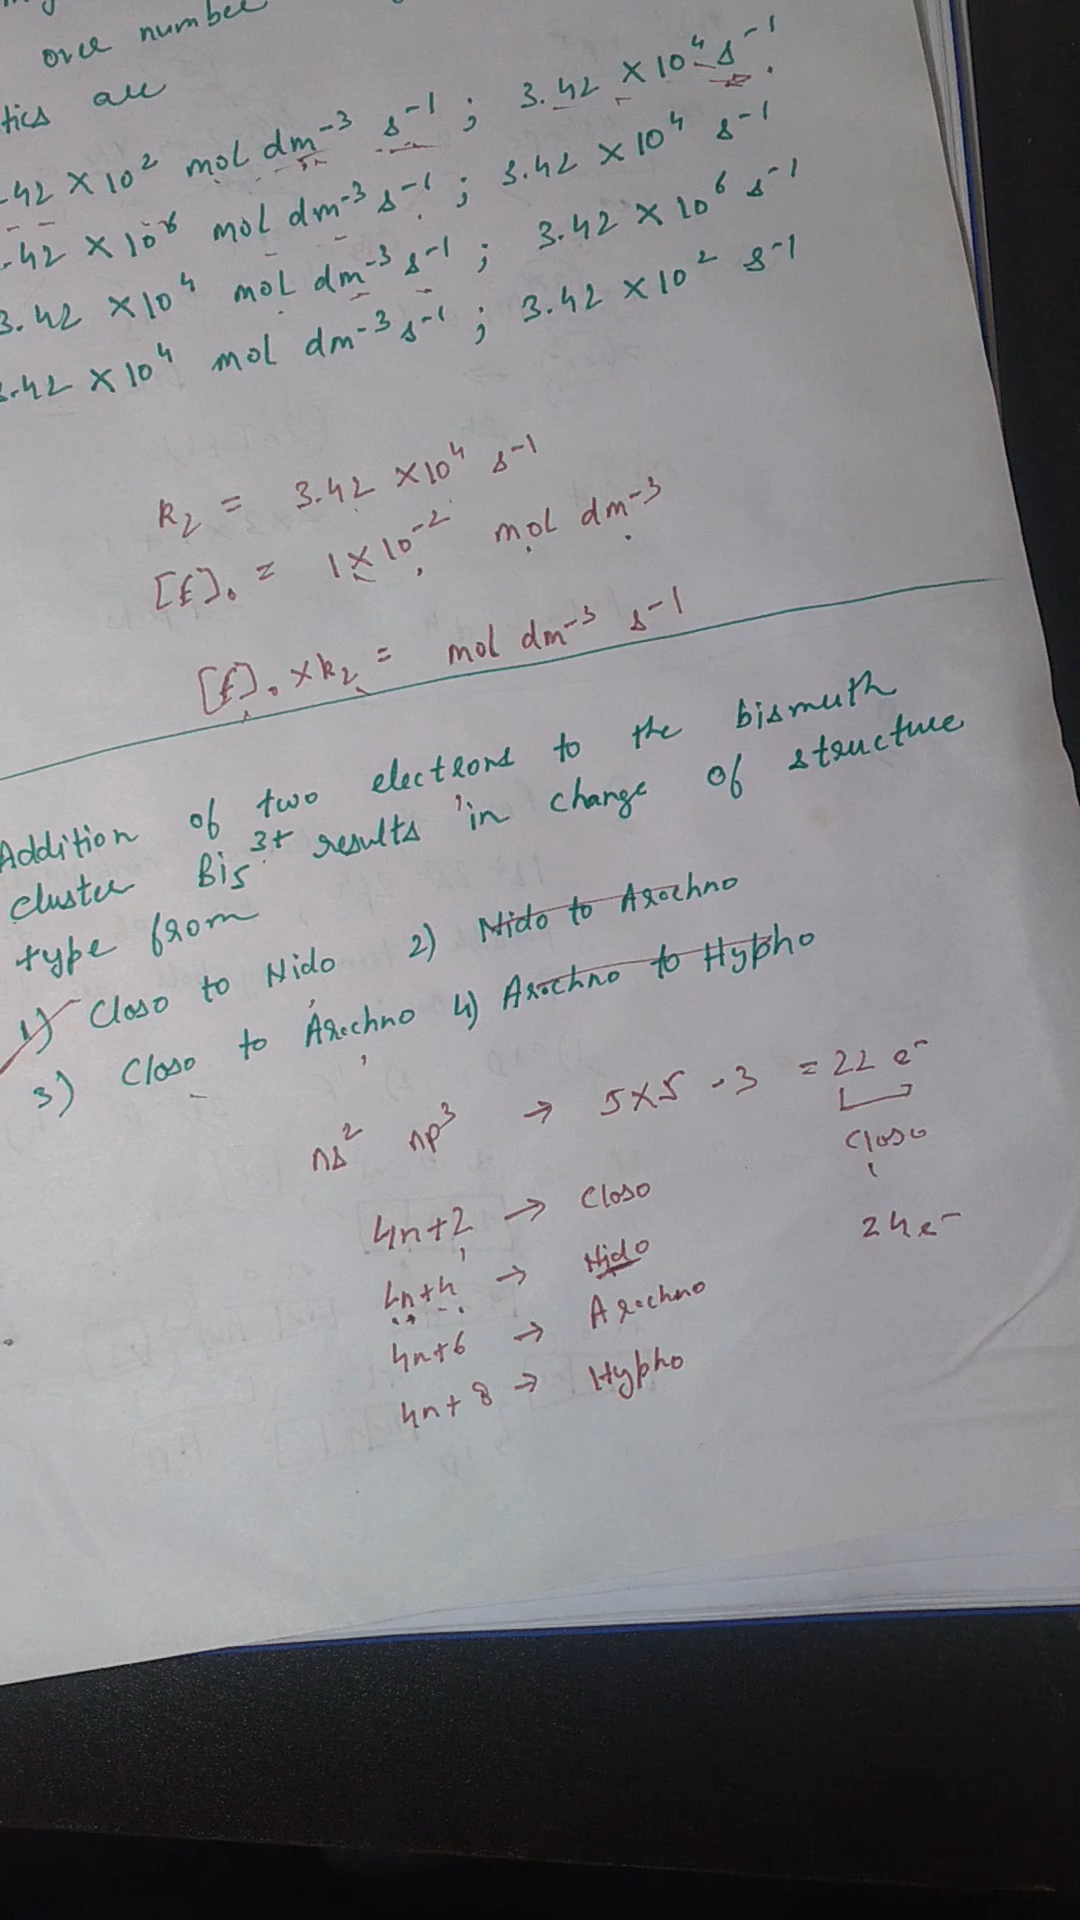 over number
tics are
.42 × 10² mol dm⁻³ s⁻¹ ; 3.42 × 10⁴ s⁻¹.
.42 × 10⁶ mol dm⁻³ s⁻¹ ; 3.42 × 10⁴ s⁻¹
3.42 × 10⁴ mol dm⁻³ s⁻¹ ; 3.42 × 10⁶ s⁻¹
3.42 × 10⁴ mol dm⁻³ s⁻¹ ; 3.42 × 10² s⁻¹
k₂ = 3.42 × 10⁴ s⁻¹
[E]₀ = 1 × 10⁻² mol dm⁻³
[E]₀ × k₂ = mol dm⁻³ s⁻¹
Addition of two electrons to the bismuth
cluster Bi₅³⁺ results in change of structure
type from
1) Closo to Nido 2) Nido to Arachno
3) Closo to Arachno 4) Arachno to Hypho
ns² np³ → 5×5 - 3 = 22 e⁻
Closo
4n+2 → Closo
24 e⁻
4n+4 → Nido
4n+6 → Arachno
4n+8 → Hypho